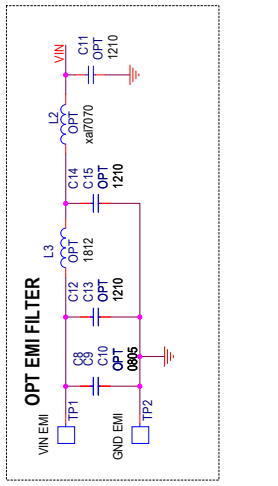 OPT EMI FILTER
VIN EMI
TP1
GND EMI
TP2
C8
C9
C10
OPT
0805
C12
C13
OPT
1210
L3
OPT
1812
C14
C15
OPT
1210
L2
OPT
xal7070
VIN
C11
OPT
1210